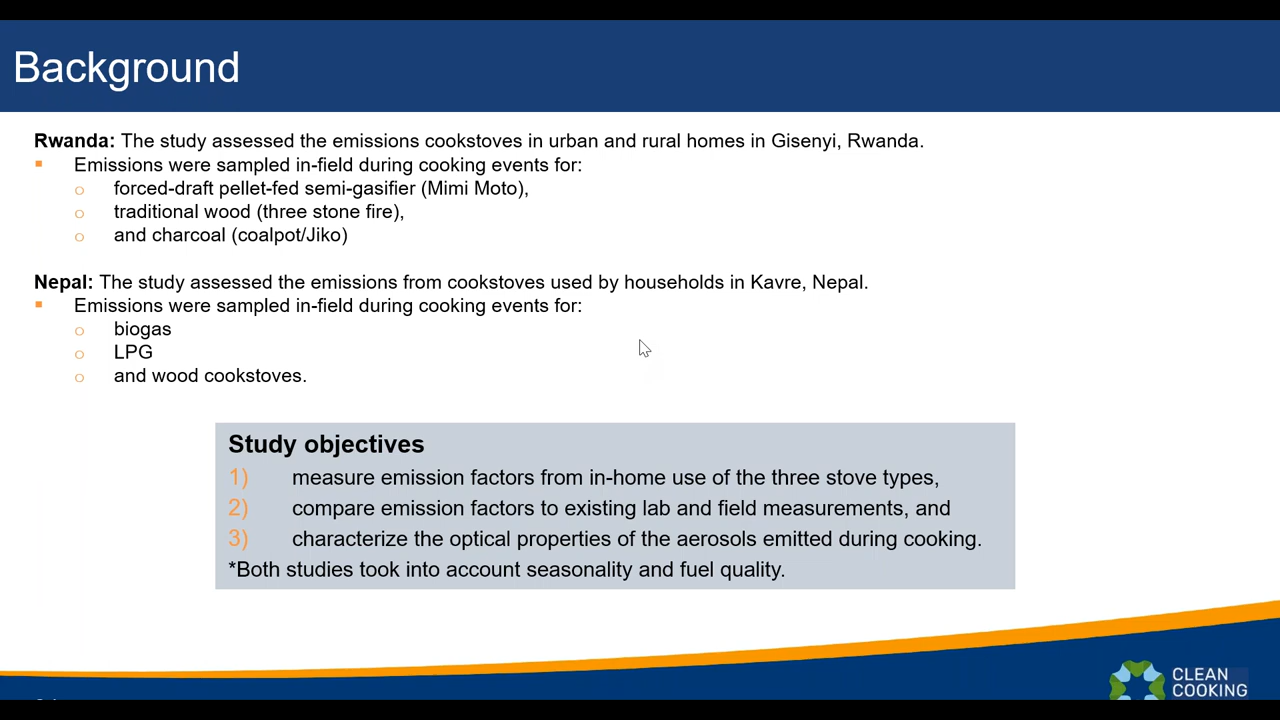 Background
Rwanda: The study assessed the emissions cookstoves in urban and rural homes in Gisenyi, Rwanda.
Emissions were sampled in-field during cooking events for:
forced-draft pellet-fed semi-gasifier (Mimi Moto),
traditional wood (three stone fire),
and charcoal (coalpot/Jiko)
Nepal: The study assessed the emissions from cookstoves used by households in Kavre, Nepal.
Emissions were sampled in-field during cooking events for:
biogas
LPG
and wood cookstoves.
Study objectives
1) measure emission factors from in-home use of the three stove types,
2) compare emission factors to existing lab and field measurements, and
3) characterize the optical properties of the aerosols emitted during cooking.
*Both studies took into account seasonality and fuel quality.
CLEAN
COOKING